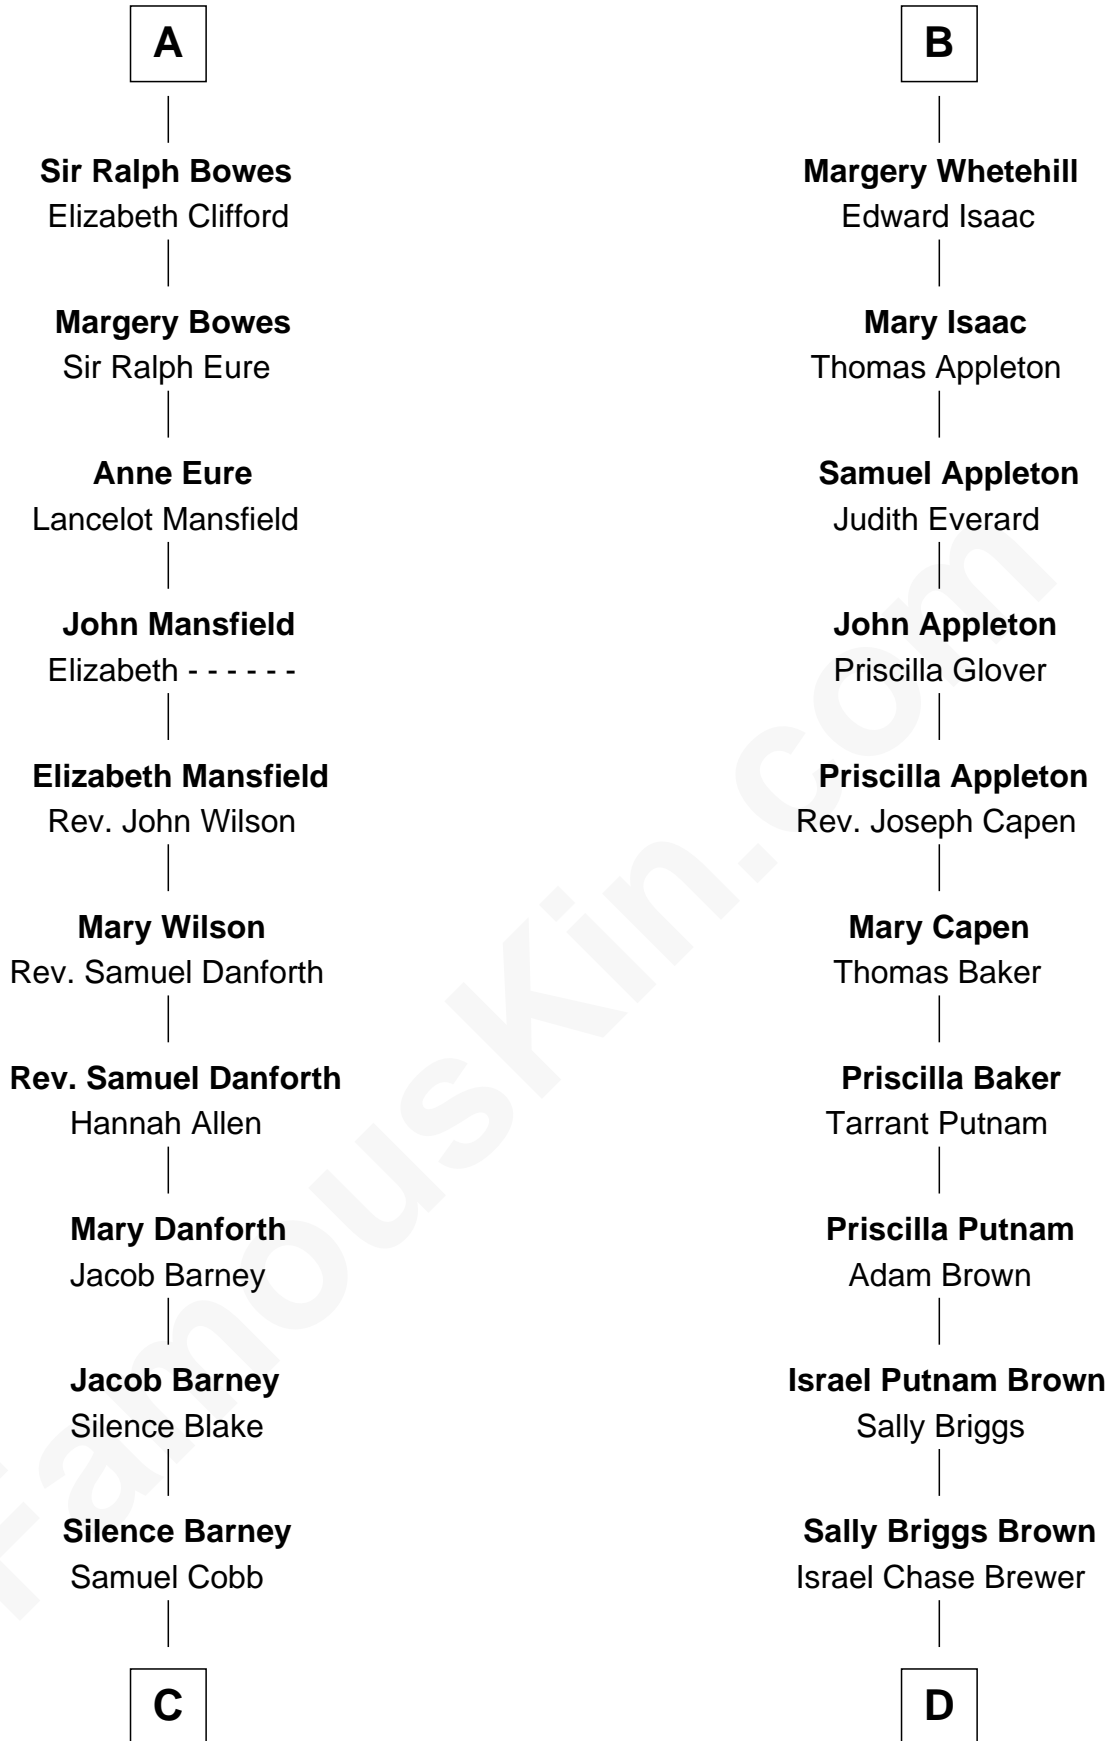 A
Sir Ralph Bowes
Elizabeth Clifford
Margery Bowes
Sir Ralph Eure
Anne Eure
Lancelot Mansfield
John Mansfield
Elizabeth - - - - - -
Elizabeth Mansfield
Rev. John Wilson
Mary Wilson
Rev. Samuel Danforth
Rev. Samuel Danforth
Hannah Allen
Mary Danforth
Jacob Barney
Jacob Barney
Silence Blake
Silence Barney
Samuel Cobb
C
B
Margery Whetehill
Edward Isaac
Mary Isaac
Thomas Appleton
Samuel Appleton
Judith Everard
John Appleton
Priscilla Glover
Priscilla Appleton
Rev. Joseph Capen
Mary Capen
Thomas Baker
Priscilla Baker
Tarrant Putnam
Priscilla Putnam
Adam Brown
Israel Putnam Brown
Sally Briggs
Sally Briggs Brown
Israel Chase Brewer
D
FamousKin.com